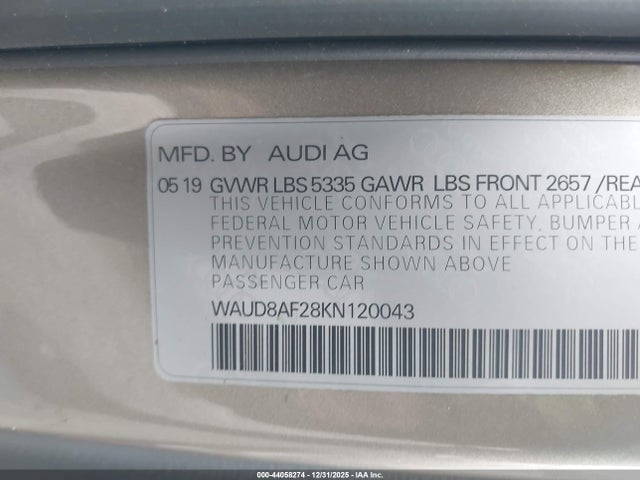 MFD. BY AUDI AG
05 19 GVWR LBS 5335 GAWR LBS FRONT 2657 /REA
THIS VEHICLE CONFORMS TO ALL APPLICABL
FEDERAL MOTOR VEHICLE SAFETY, BUMPER A
PREVENTION STANDARDS IN EFFECT ON THE
MANUFACTURE SHOWN ABOVE
PASSENGER CAR
WAUD8AF28KN120043
000-44058274 - 12/31/2025 - IAA Inc.